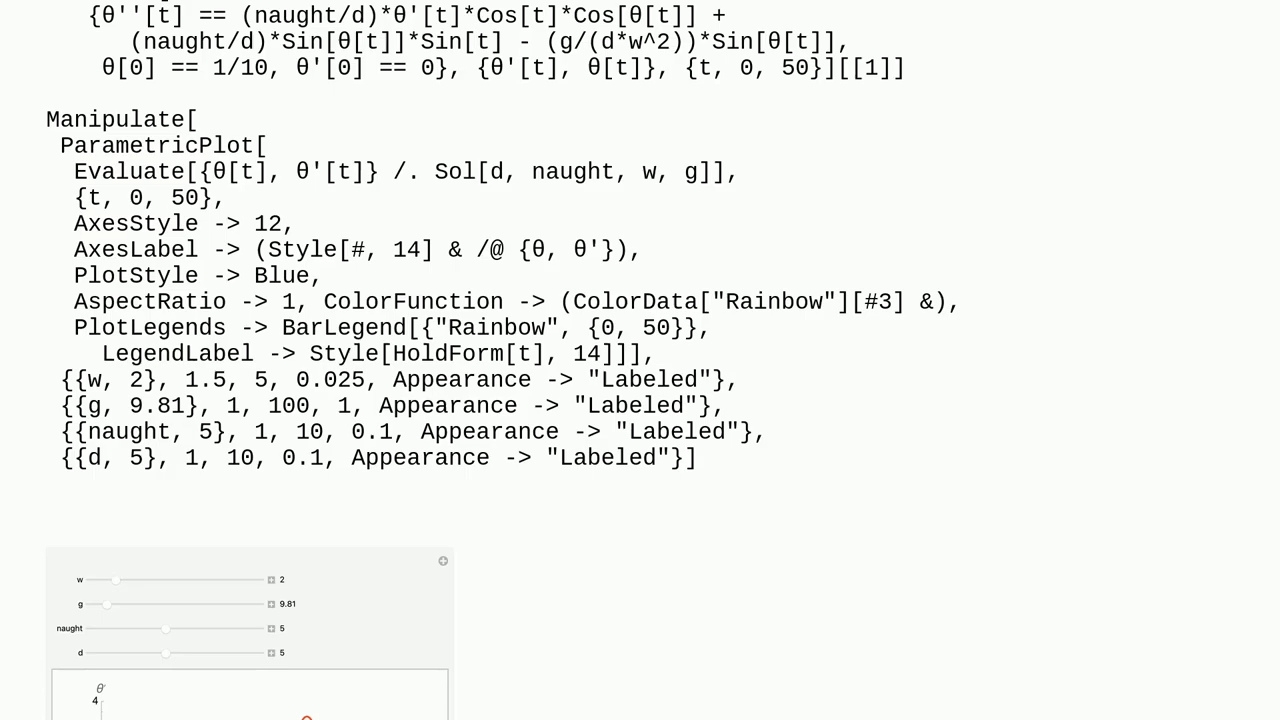 {θ''[t] == (naught/d)*θ'[t]*Cos[t]*Cos[θ[t]] +
(naught/d)*Sin[θ[t]]*Sin[t] - (g/(d*w^2))*Sin[θ[t]],
θ[0] == 1/10, θ'[0] == 0}, {θ'[t], θ[t]}, {t, 0, 50}][[1]]
Manipulate[
ParametricPlot[
Evaluate[{θ[t], θ'[t]} /. Sol[d, naught, w, g]],
{t, 0, 50},
AxesStyle -> 12,
AxesLabel -> (Style[#, 14] & /@ {θ, θ'}),
PlotStyle -> Blue,
AspectRatio -> 1, ColorFunction -> (ColorData["Rainbow"][#3] &),
PlotLegends -> BarLegend[{"Rainbow", {0, 50}},
LegendLabel -> Style[HoldForm[t], 14]]],
{{w, 2}, 1.5, 5, 0.025, Appearance -> "Labeled"},
{{g, 9.81}, 1, 100, 1, Appearance -> "Labeled"},
{{naught, 5}, 1, 10, 0.1, Appearance -> "Labeled"},
{{d, 5}, 1, 10, 0.1, Appearance -> "Labeled"}]
w 2
g 9.81
naught 5
d 5
θ'
4